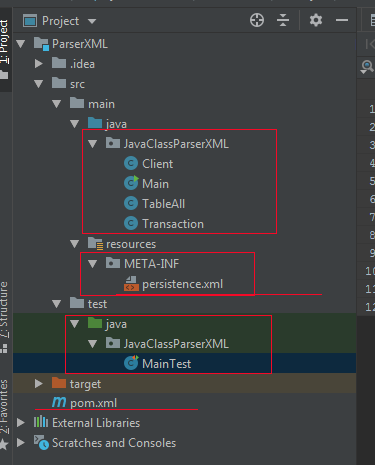 Project
1: Project
ParserXML
.idea
src
main
java
JavaClassParserXML
Client
Main
TableAll
Transaction
resources
META-INF
persistence.xml
test
java
JavaClassParserXML
MainTest
target
pom.xml
External Libraries
Scratches and Consoles
7: Structure
2: Favorites
1
2
3
4
5
6
7
8
9
10
11